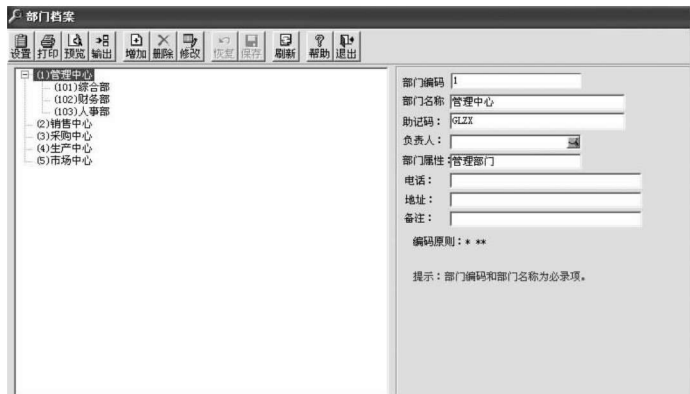 部门档案
设置 打印 预览 输出 增加 删除 修改 恢复 保存 刷新 帮助 退出
(1)管理中心
(101)综合部
(102)财务部
(103)人事部
(2)销售中心
(3)采购中心
(4)生产中心
(5)市场中心
部门编码 1
部门名称 管理中心
助记码： GLZX
负责人：
部门属性：管理部门
电话：
地址：
备注：
编码原则：* **
提示：部门编码和部门名称为必录项。